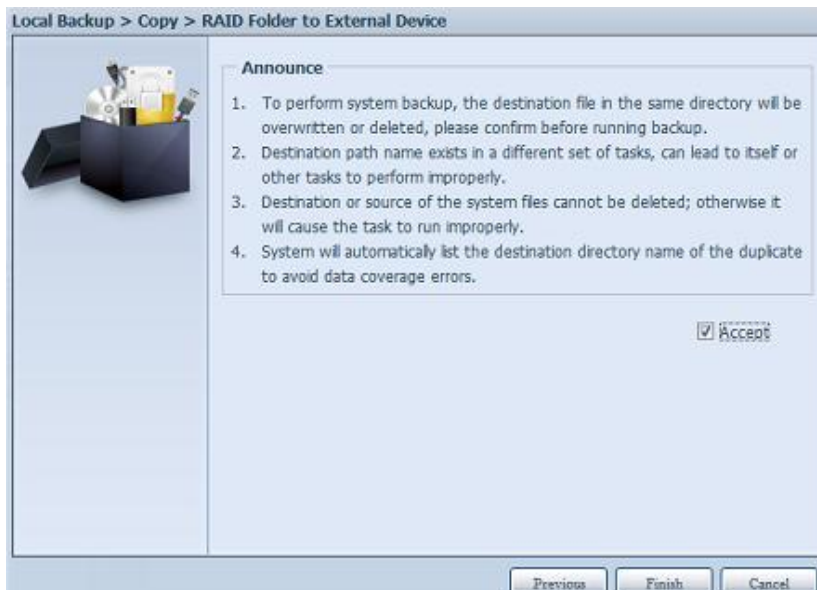 Local Backup > Copy > RAID Folder to External Device
Announce
1. To perform system backup, the destination file in the same directory will be
overwritten or deleted, please confirm before running backup.
2. Destination path name exists in a different set of tasks, can lead to itself or
other tasks to perform improperly.
3. Destination or source of the system files cannot be deleted; otherwise it
will cause the task to run improperly.
4. System will automatically list the destination directory name of the duplicate
to avoid data coverage errors.
Accept
Previous Finish Cancel